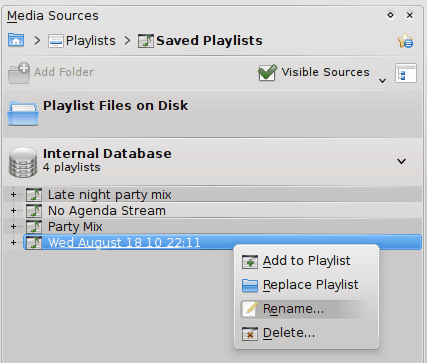 Media Sources
Playlists > Saved Playlists
Add Folder
Visible Sources
Playlist Files on Disk
Internal Database
4 playlists
Late night party mix
No Agenda Stream
Party Mix
Wed August 18 10 22:11
Add to Playlist
Replace Playlist
Rename...
Delete...